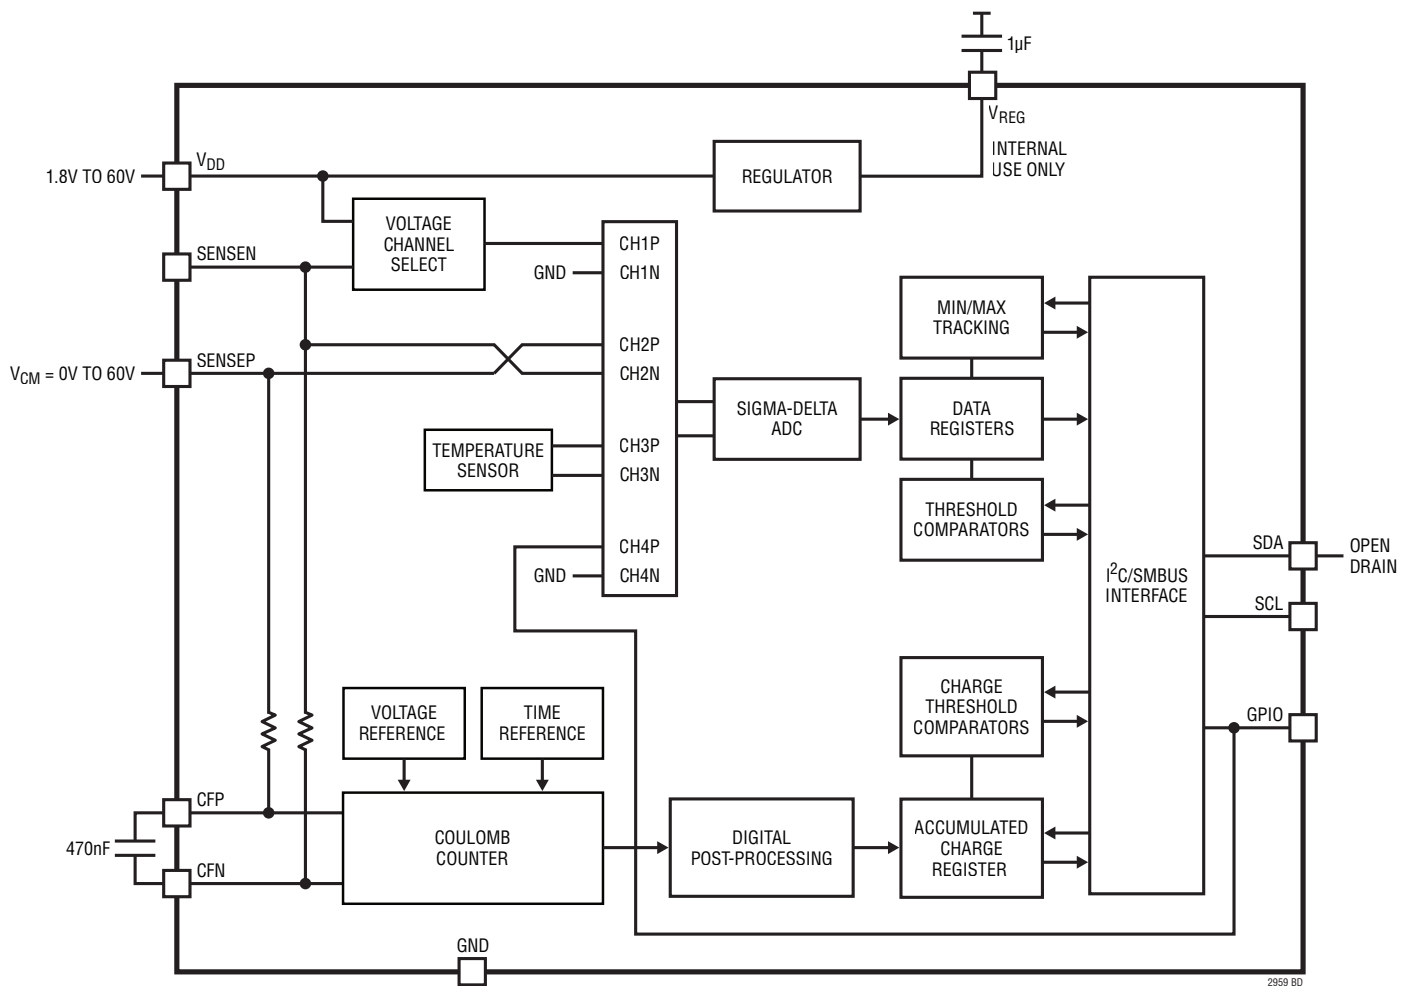 1µF
VREG
INTERNAL
USE ONLY
VDD
1.8V TO 60V
REGULATOR
VOLTAGE
CHANNEL
SELECT
SENSEN
CH1P
GND
CH1N
MIN/MAX
TRACKING
CH2P
SENSEP
VCM = 0V TO 60V
CH2N
SIGMA-DELTA
ADC
DATA
REGISTERS
TEMPERATURE
SENSOR
CH3P
CH3N
THRESHOLD
COMPARATORS
CH4P
GND
CH4N
I2C/SMBUS
INTERFACE
SDA
OPEN
DRAIN
SCL
CHARGE
THRESHOLD
COMPARATORS
GPIO
VOLTAGE
REFERENCE
TIME
REFERENCE
CFP
470nF
CFN
COULOMB
COUNTER
DIGITAL
POST-PROCESSING
ACCUMULATED
CHARGE
REGISTER
GND
2959 BD